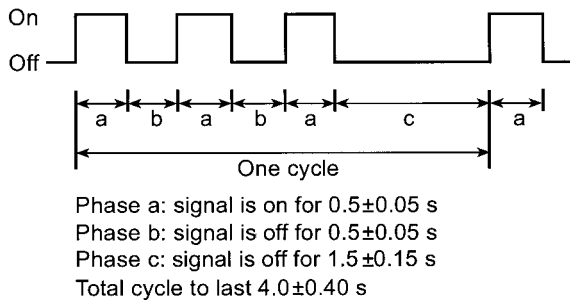 On
Off
a b a b a c a
One cycle
Phase a: signal is on for 0.5±0.05 s
Phase b: signal is off for 0.5±0.05 s
Phase c: signal is off for 1.5±0.15 s
Total cycle to last 4.0±0.40 s